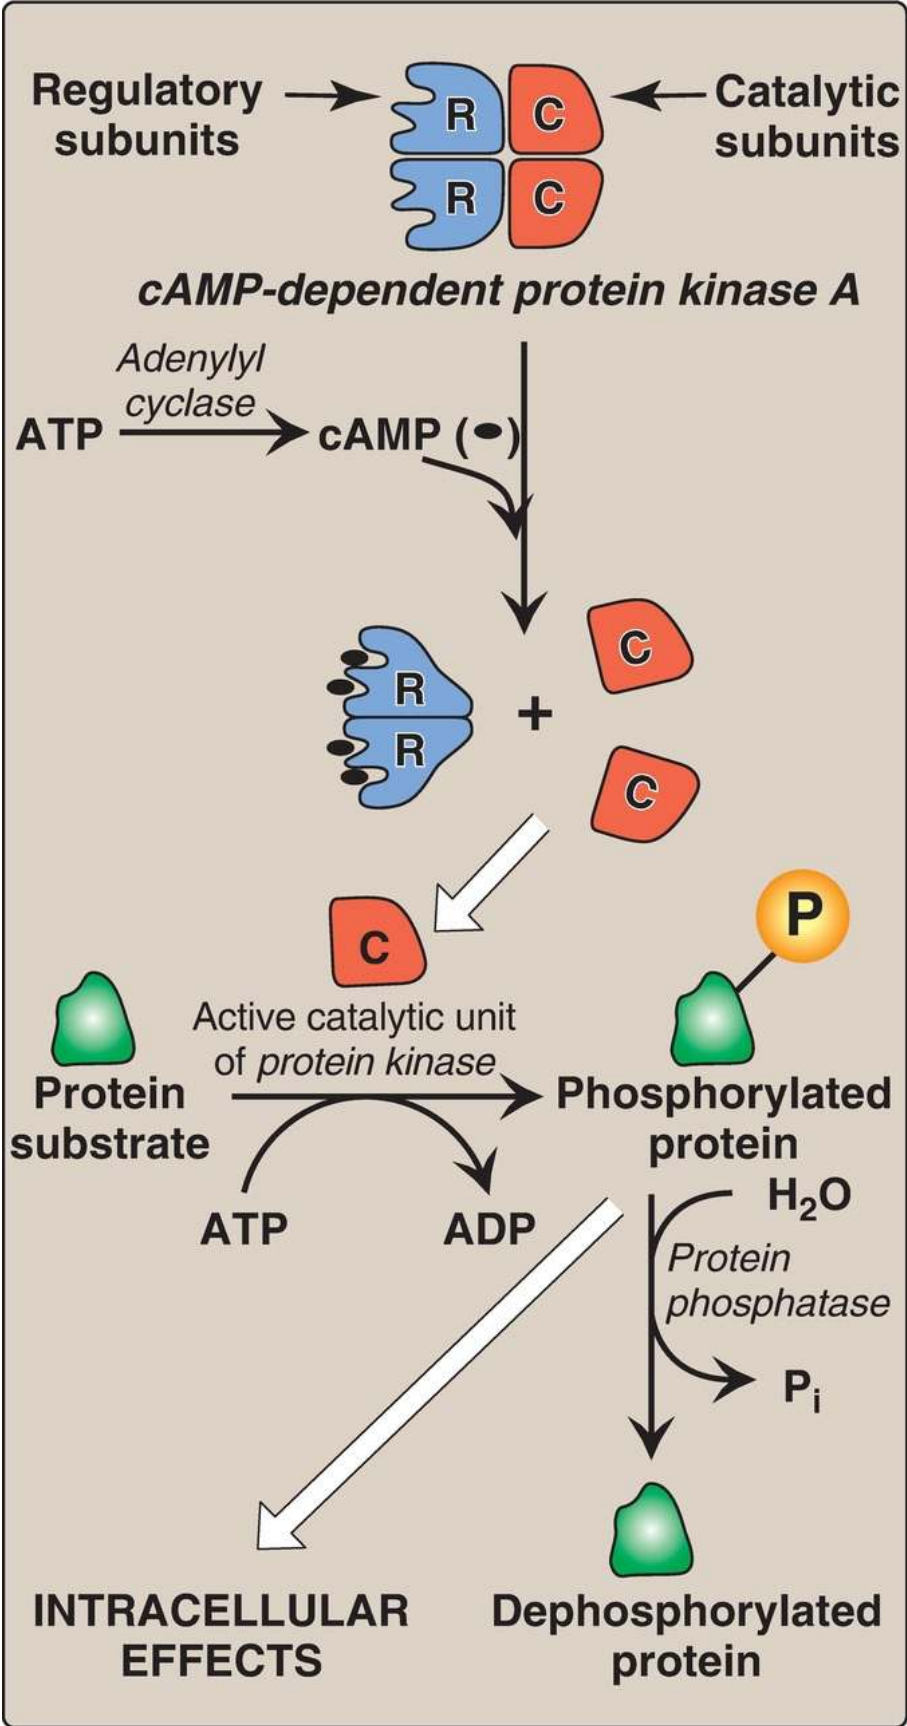 Regulatory
subunits
R
C
R
C
Catalytic
subunits
cAMP-dependent protein kinase A
Adenylyl
cyclase
ATP
cAMP (•)
R
R
+
C
C
C
P
Active catalytic unit
of protein kinase
Protein
substrate
Phosphorylated
protein
ATP
ADP
H₂O
Protein
phosphatase
Pᵢ
INTRACELLULAR
EFFECTS
Dephosphorylated
protein